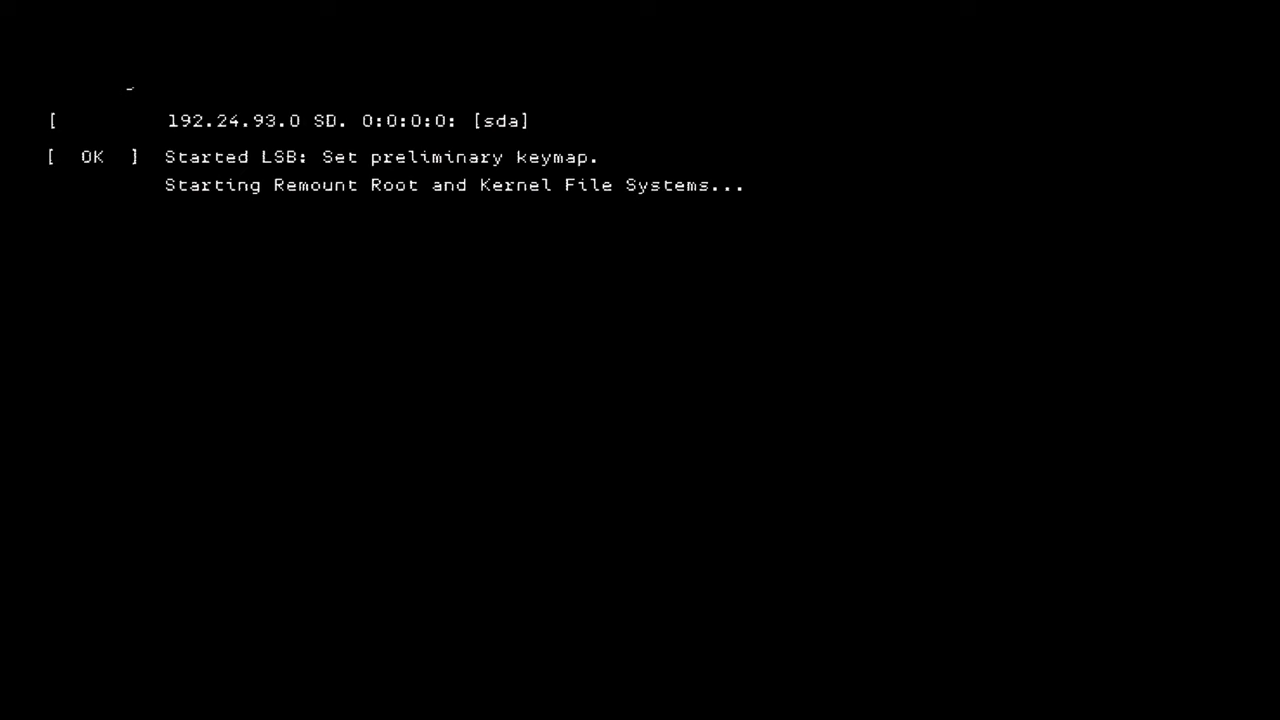 [ 192.24.93.0 SD. 0:0:0:0: [sda]
[ OK ] Started LSB: Set preliminary keymap.
Starting Remount Root and Kernel File Systems...